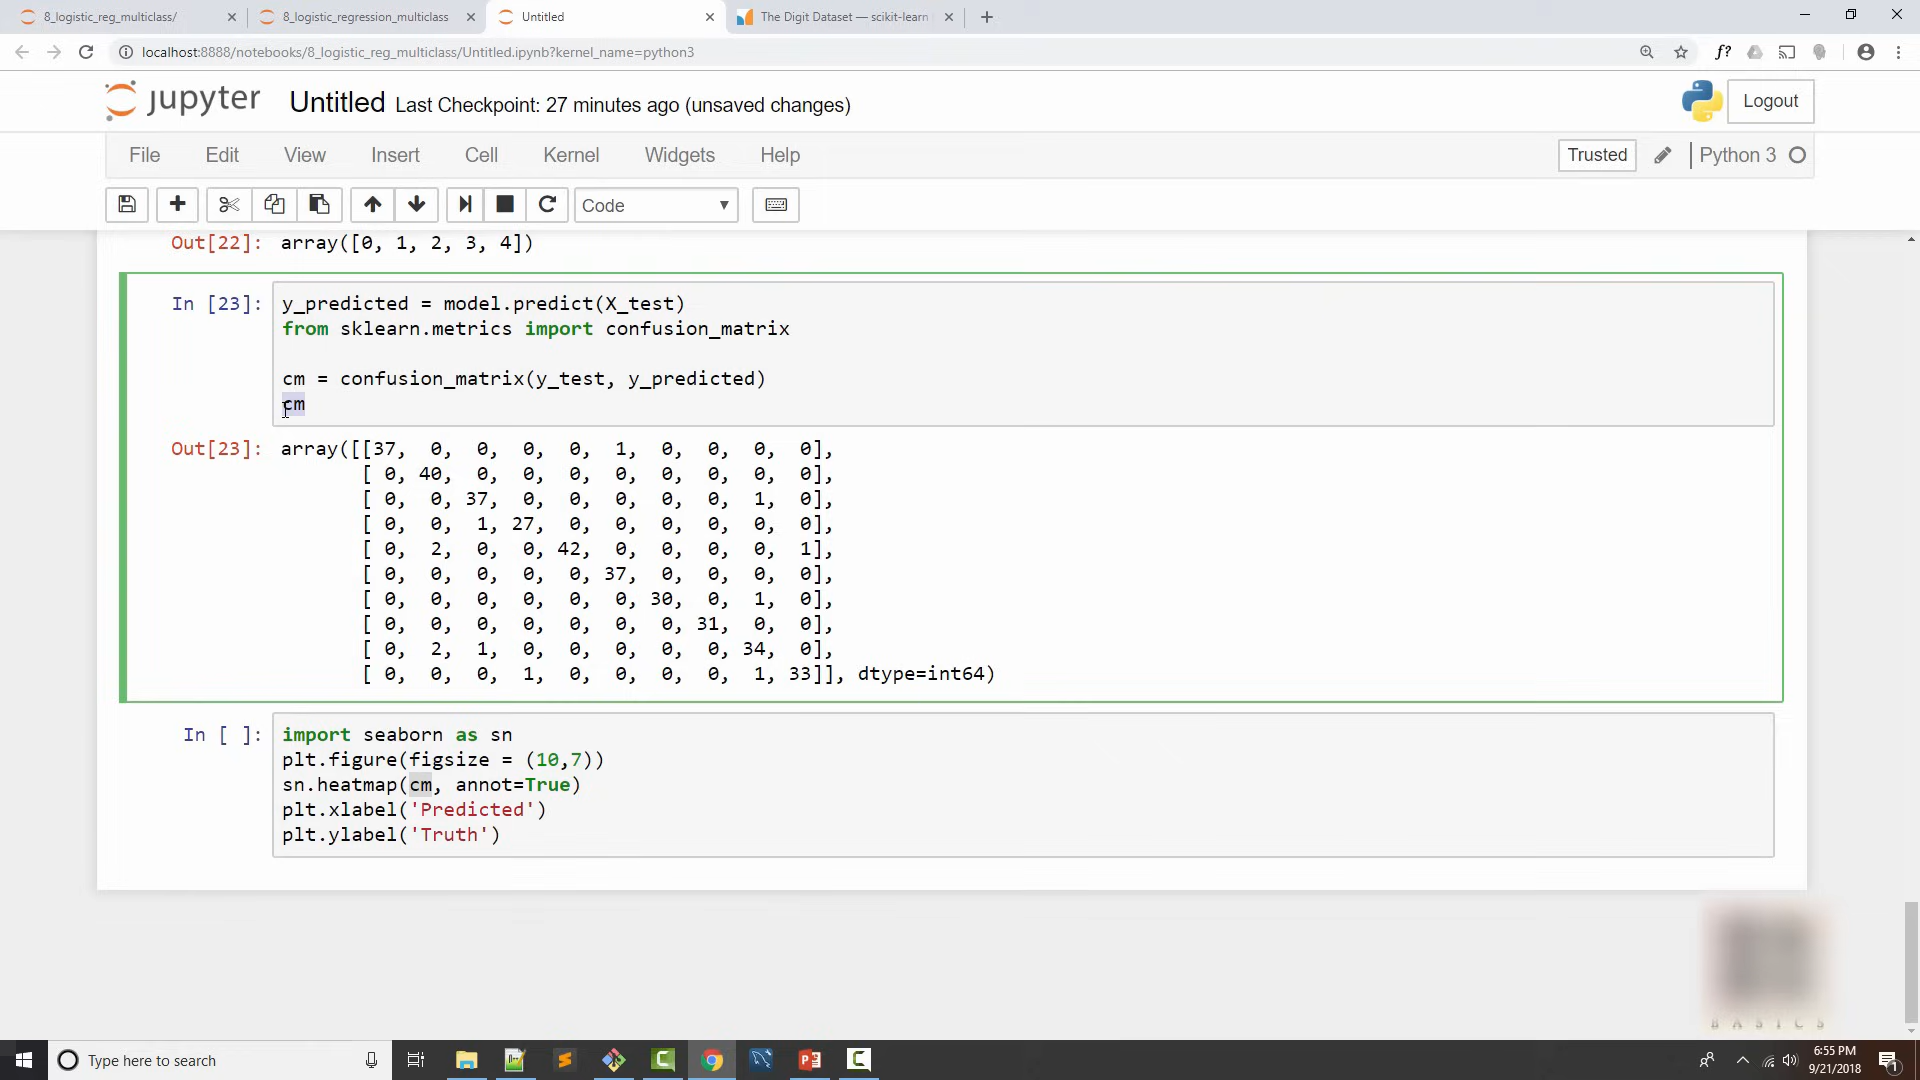 8_logistic_reg_multiclass/
8_logistic_regression_multiclass
Untitled
The Digit Dataset — scikit-learn
localhost:8888/notebooks/8_logistic_reg_multiclass/Untitled.ipynb?kernel_name=python3
f?
jupyter Untitled Last Checkpoint: 27 minutes ago (unsaved changes)
Logout
File Edit View Insert Cell Kernel Widgets Help
Trusted Python 3
Code
Out[22]: array([0, 1, 2, 3, 4])
In [23]: y_predicted = model.predict(X_test)
from sklearn.metrics import confusion_matrix
cm = confusion_matrix(y_test, y_predicted)
cm
Out[23]: array([[37, 0, 0, 0, 0, 1, 0, 0, 0, 0],
[ 0, 40, 0, 0, 0, 0, 0, 0, 0, 0],
[ 0, 0, 37, 0, 0, 0, 0, 0, 1, 0],
[ 0, 0, 1, 27, 0, 0, 0, 0, 0, 0],
[ 0, 2, 0, 0, 42, 0, 0, 0, 0, 1],
[ 0, 0, 0, 0, 0, 37, 0, 0, 0, 0],
[ 0, 0, 0, 0, 0, 0, 30, 0, 1, 0],
[ 0, 0, 0, 0, 0, 0, 0, 31, 0, 0],
[ 0, 2, 1, 0, 0, 0, 0, 0, 34, 0],
[ 0, 0, 0, 1, 0, 0, 0, 0, 1, 33]], dtype=int64)
In [ ]: import seaborn as sn
plt.figure(figsize = (10,7))
sn.heatmap(cm, annot=True)
plt.xlabel('Predicted')
plt.ylabel('Truth')
BASICS
Type here to search
6:55 PM
9/21/2018
1